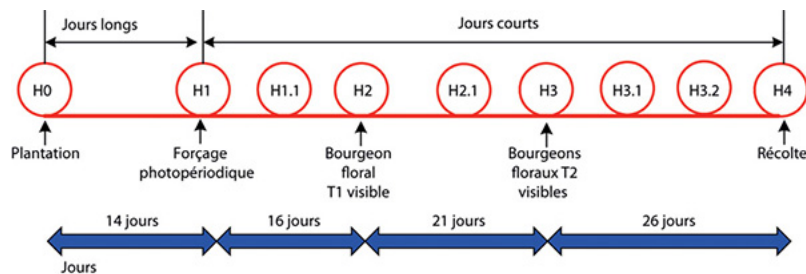 Jours longs
Jours courts
H0
H1
H1.1
H2
H2.1
H3
H3.1
H3.2
H4
Plantation
Forçage
photopériodique
Bourgeon
floral
T1 visible
Bourgeons
floraux T2
visibles
Récolte
14 jours
16 jours
21 jours
26 jours
Jours